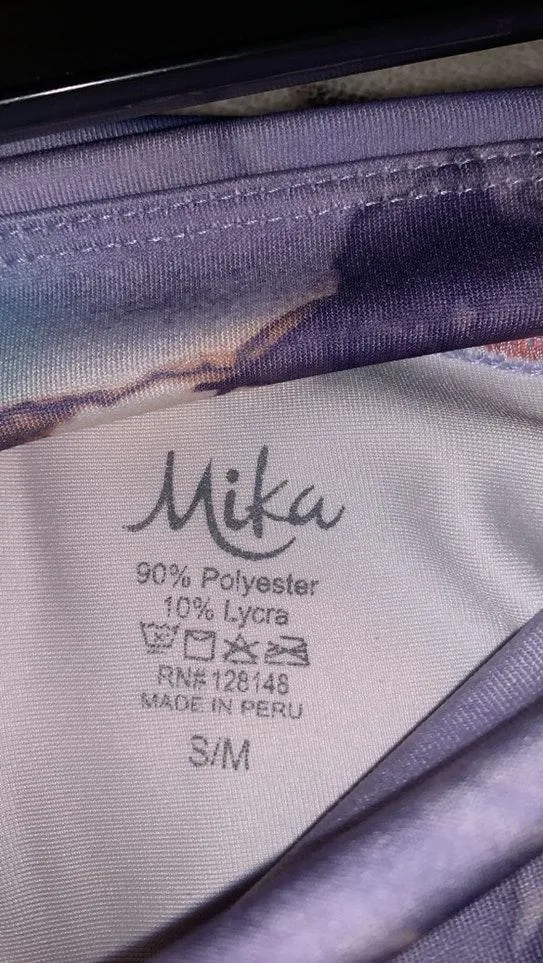 Mika
90% Polyester
10% Lycra
RN# 128148
MADE IN PERU
S/M